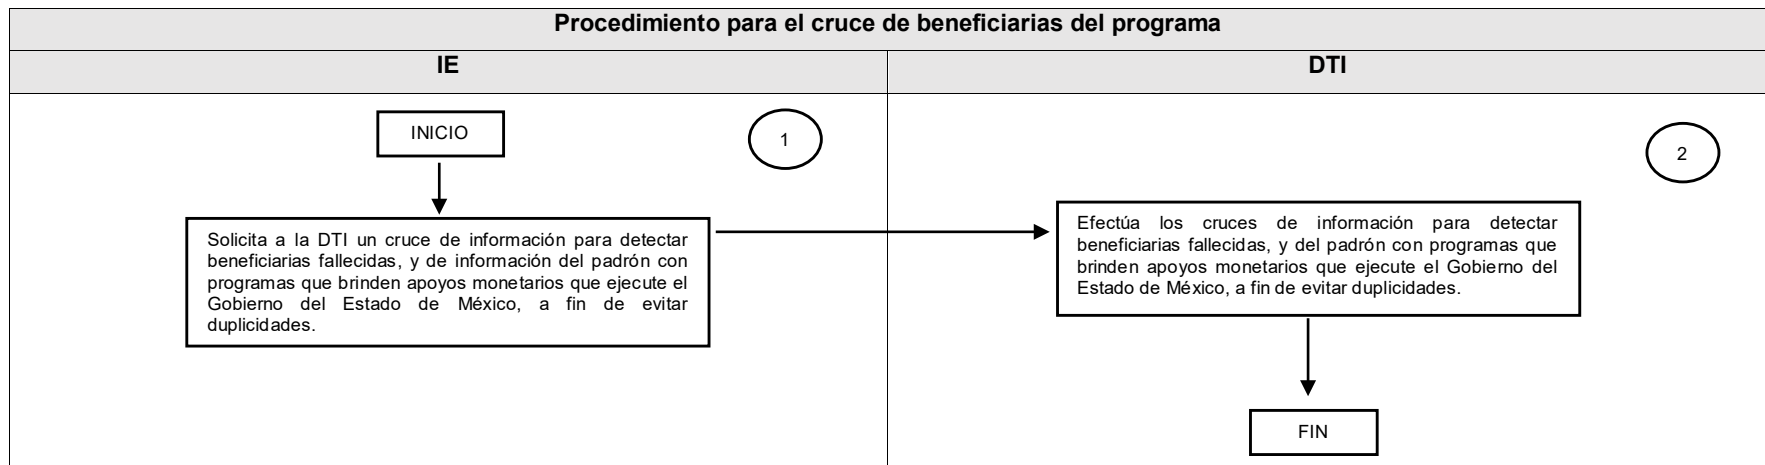 Procedimiento para el cruce de beneficiarias del programa
IE
DTI
INICIO
1
Solicita a la DTI un cruce de información para detectar
beneficiarias fallecidas, y de información del padrón con
programas que brinden apoyos monetarios que ejecute el
Gobierno del Estado de México, a fin de evitar
duplicidades.
2
Efectúa los cruces de información para detectar
beneficiarias fallecidas, y del padrón con programas que
brinden apoyos monetarios que ejecute el Gobierno del
Estado de México, a fin de evitar duplicidades.
FIN